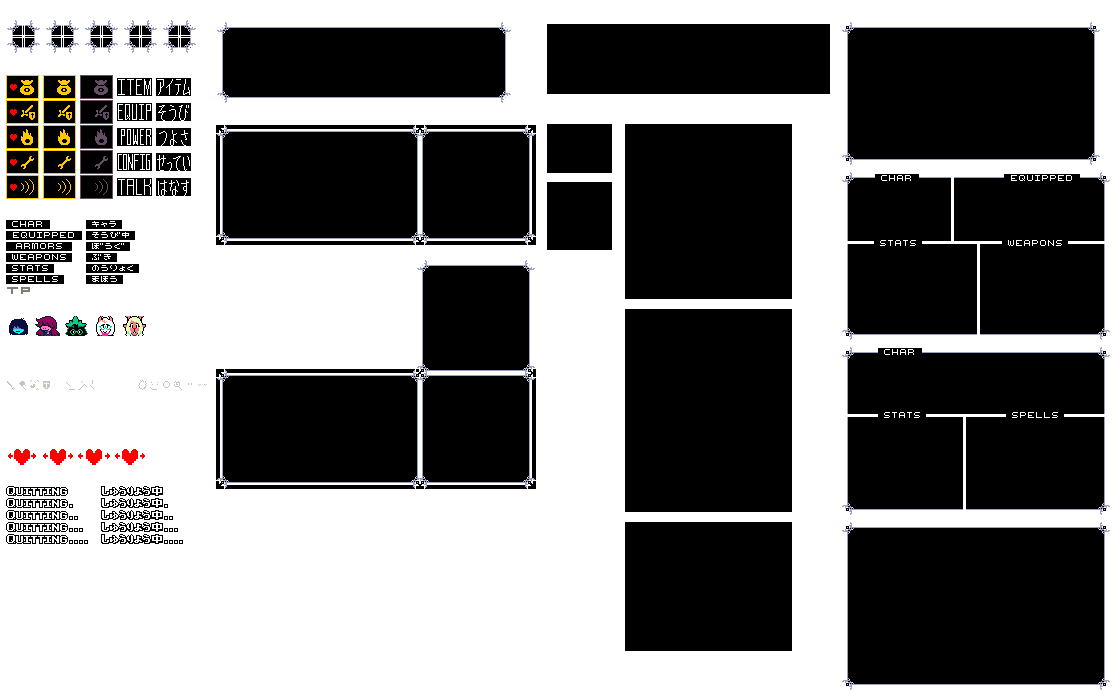 ITEM アイテム
EQUIP そうび
POWER つよさ
CONFIG せってい
TALK はなす
CHAR キャラ
EQUIPPED そうび中
ARMORS ぼうぐ
WEAPONS ぶき
STATS のうりょく
SPELLS まほう
TP
QUITTING しゅうりょう中
QUITTING. しゅうりょう中.
QUITTING.. しゅうりょう中..
QUITTING... しゅうりょう中...
QUITTING.... しゅうりょう中....
CHAR EQUIPPED
STATS WEAPONS
CHAR
STATS SPELLS